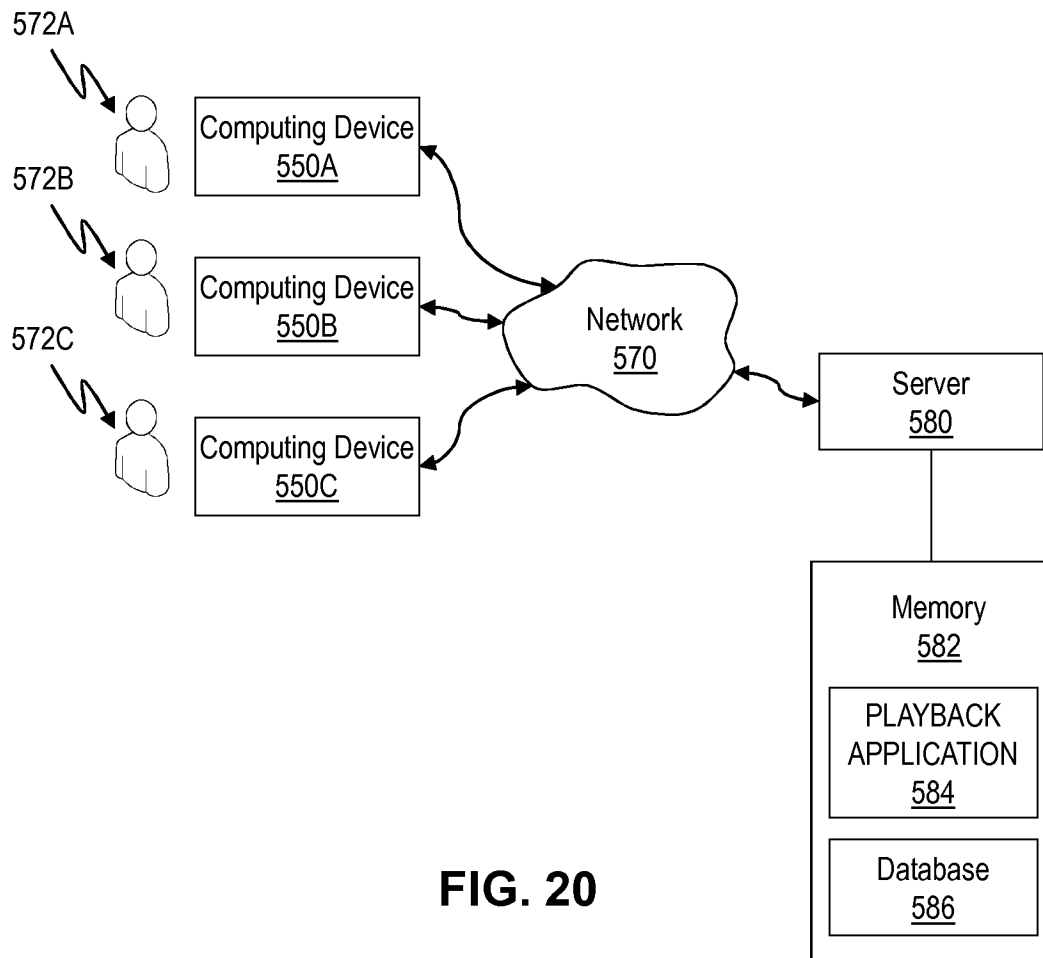 572A
Computing Device
550A
572B
Computing Device
550B
572C
Computing Device
550C
Network
570
Server
580
Memory
582
PLAYBACK
APPLICATION
584
Database
586
FIG. 20